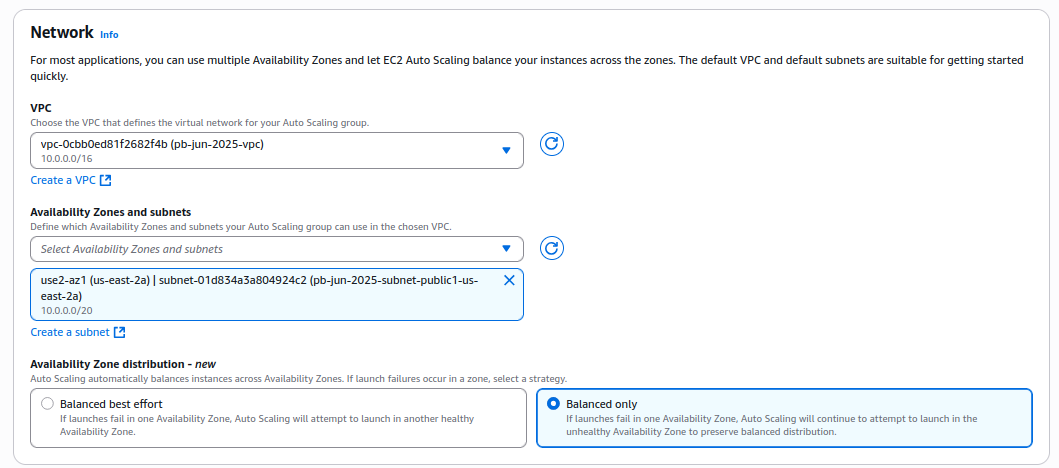 Network Info
For most applications, you can use multiple Availability Zones and let EC2 Auto Scaling balance your instances across the zones. The default VPC and default subnets are suitable for getting started
quickly.
VPC
Choose the VPC that defines the virtual network for your Auto Scaling group.
vpc-0cbb0ed81f2682f4b (pb-jun-2025-vpc)
10.0.0.0/16
Create a VPC
Availability Zones and subnets
Define which Availability Zones and subnets your Auto Scaling group can use in the chosen VPC.
Select Availability Zones and subnets
use2-az1 (us-east-2a) | subnet-01d834a3a804924c2 (pb-jun-2025-subnet-public1-us-
east-2a)
10.0.0.0/20
Create a subnet
Availability Zone distribution - new
Auto Scaling automatically balances instances across Availability Zones. If launch failures occur in a zone, select a strategy.
Balanced best effort
If launches fail in one Availability Zone, Auto Scaling will attempt to launch in another healthy
Availability Zone.
Balanced only
If launches fail in one Availability Zone, Auto Scaling will continue to attempt to launch in the
unhealthy Availability Zone to preserve balanced distribution.